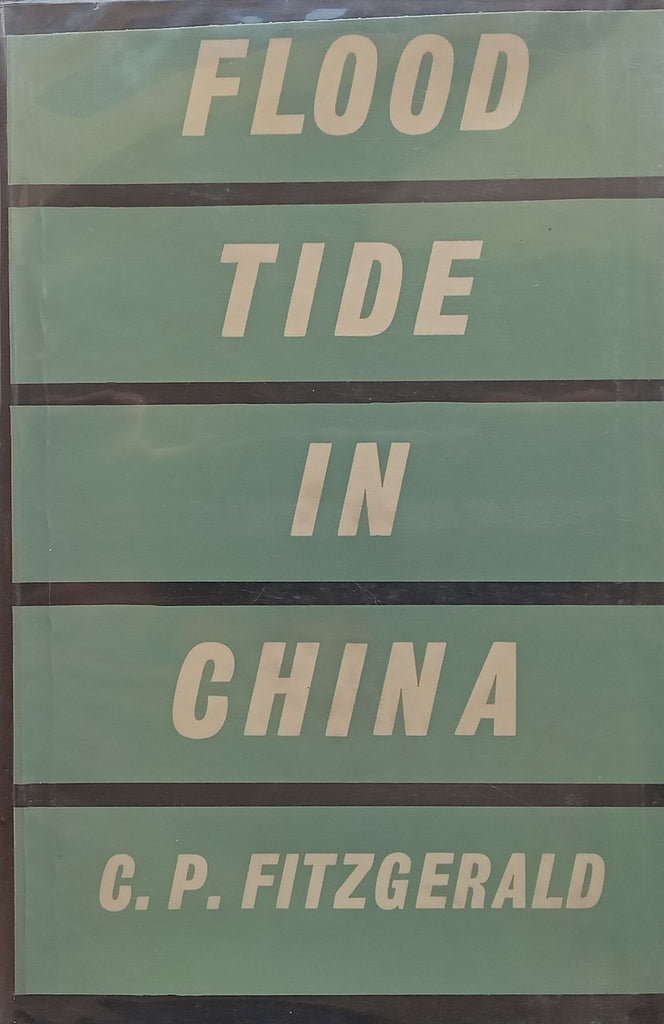 FLOOD
TIDE
IN
CHINA
C. P. FITZGERALD